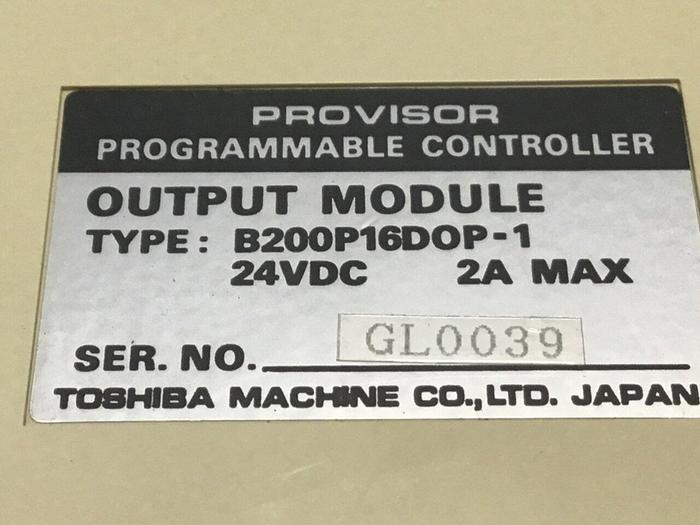 PROVISOR
PROGRAMMABLE CONTROLLER
OUTPUT MODULE
TYPE: B200P16DOP-1
24VDC 2A MAX
SER. NO. GL0039
TOSHIBA MACHINE CO.,LTD. JAPAN